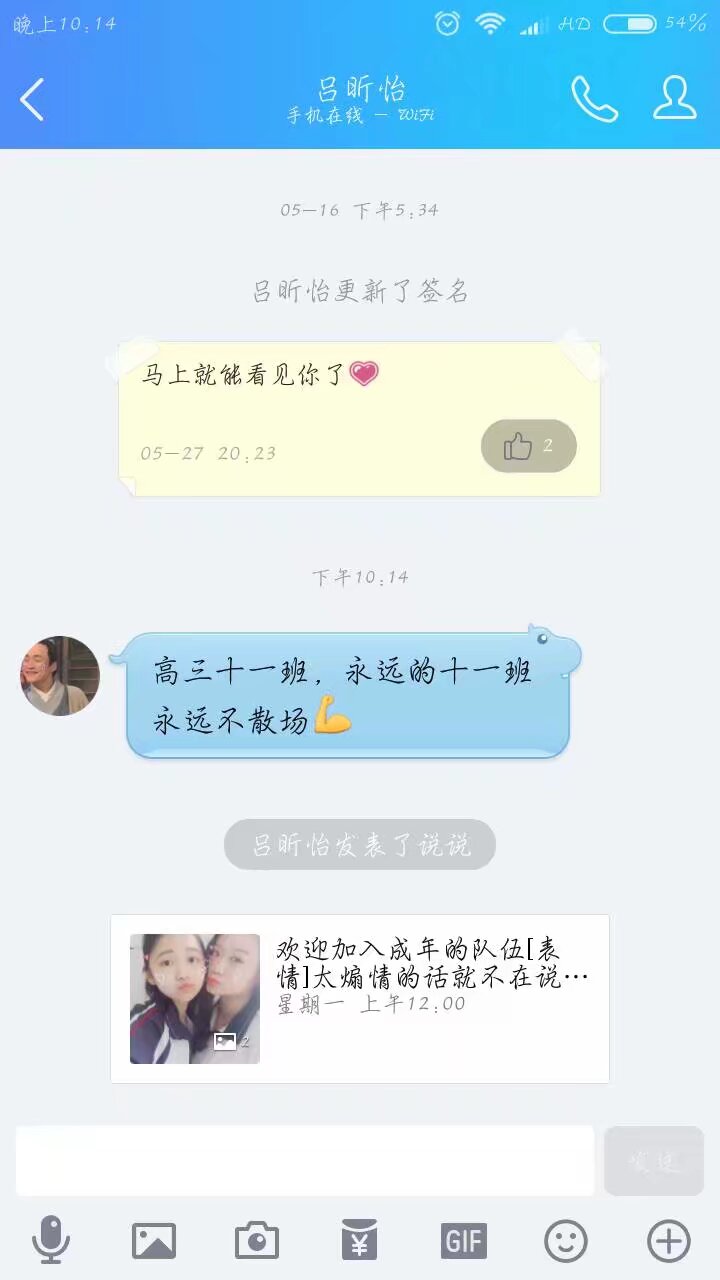 晚上10:14
HD
54%
吕昕怡
手机在线 - WiFi
05-16 下午5:34
吕昕怡更新了签名
马上就能看见你了💗
05-27 20:23
2
下午10:14
高三十一班，永远的十一班
永远不散场💪
吕昕怡发表了说说
欢迎加入成年的队伍[表
情]太煽情的话就不在说…
星期一 上午12:00
2
发送
¥
GIF